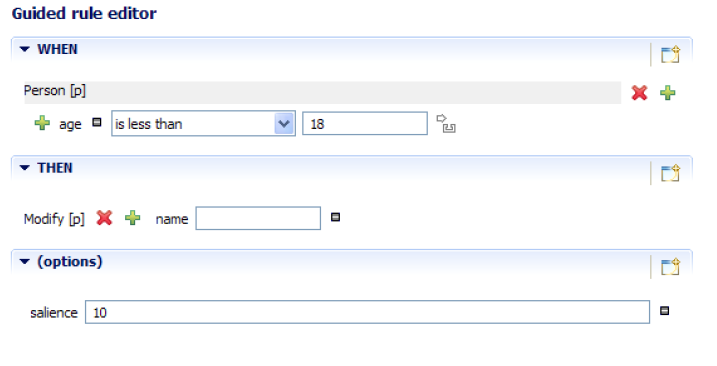 Guided rule editor
WHEN
Person [p]
age is less than 18
THEN
Modify [p] name
(options)
salience 10